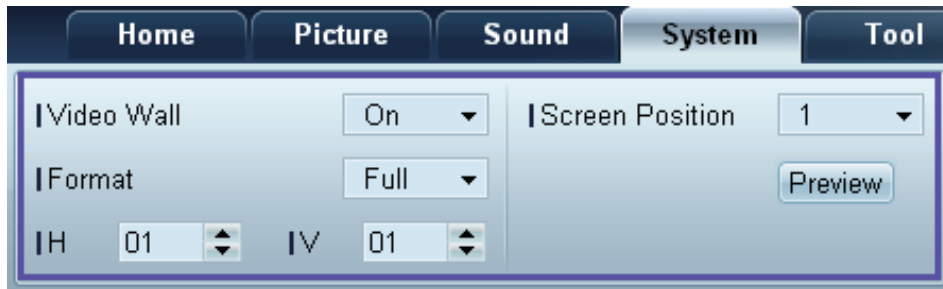 Home Picture Sound System Tool
Video Wall On Screen Position 1
Format Full Preview
H 01 V 01